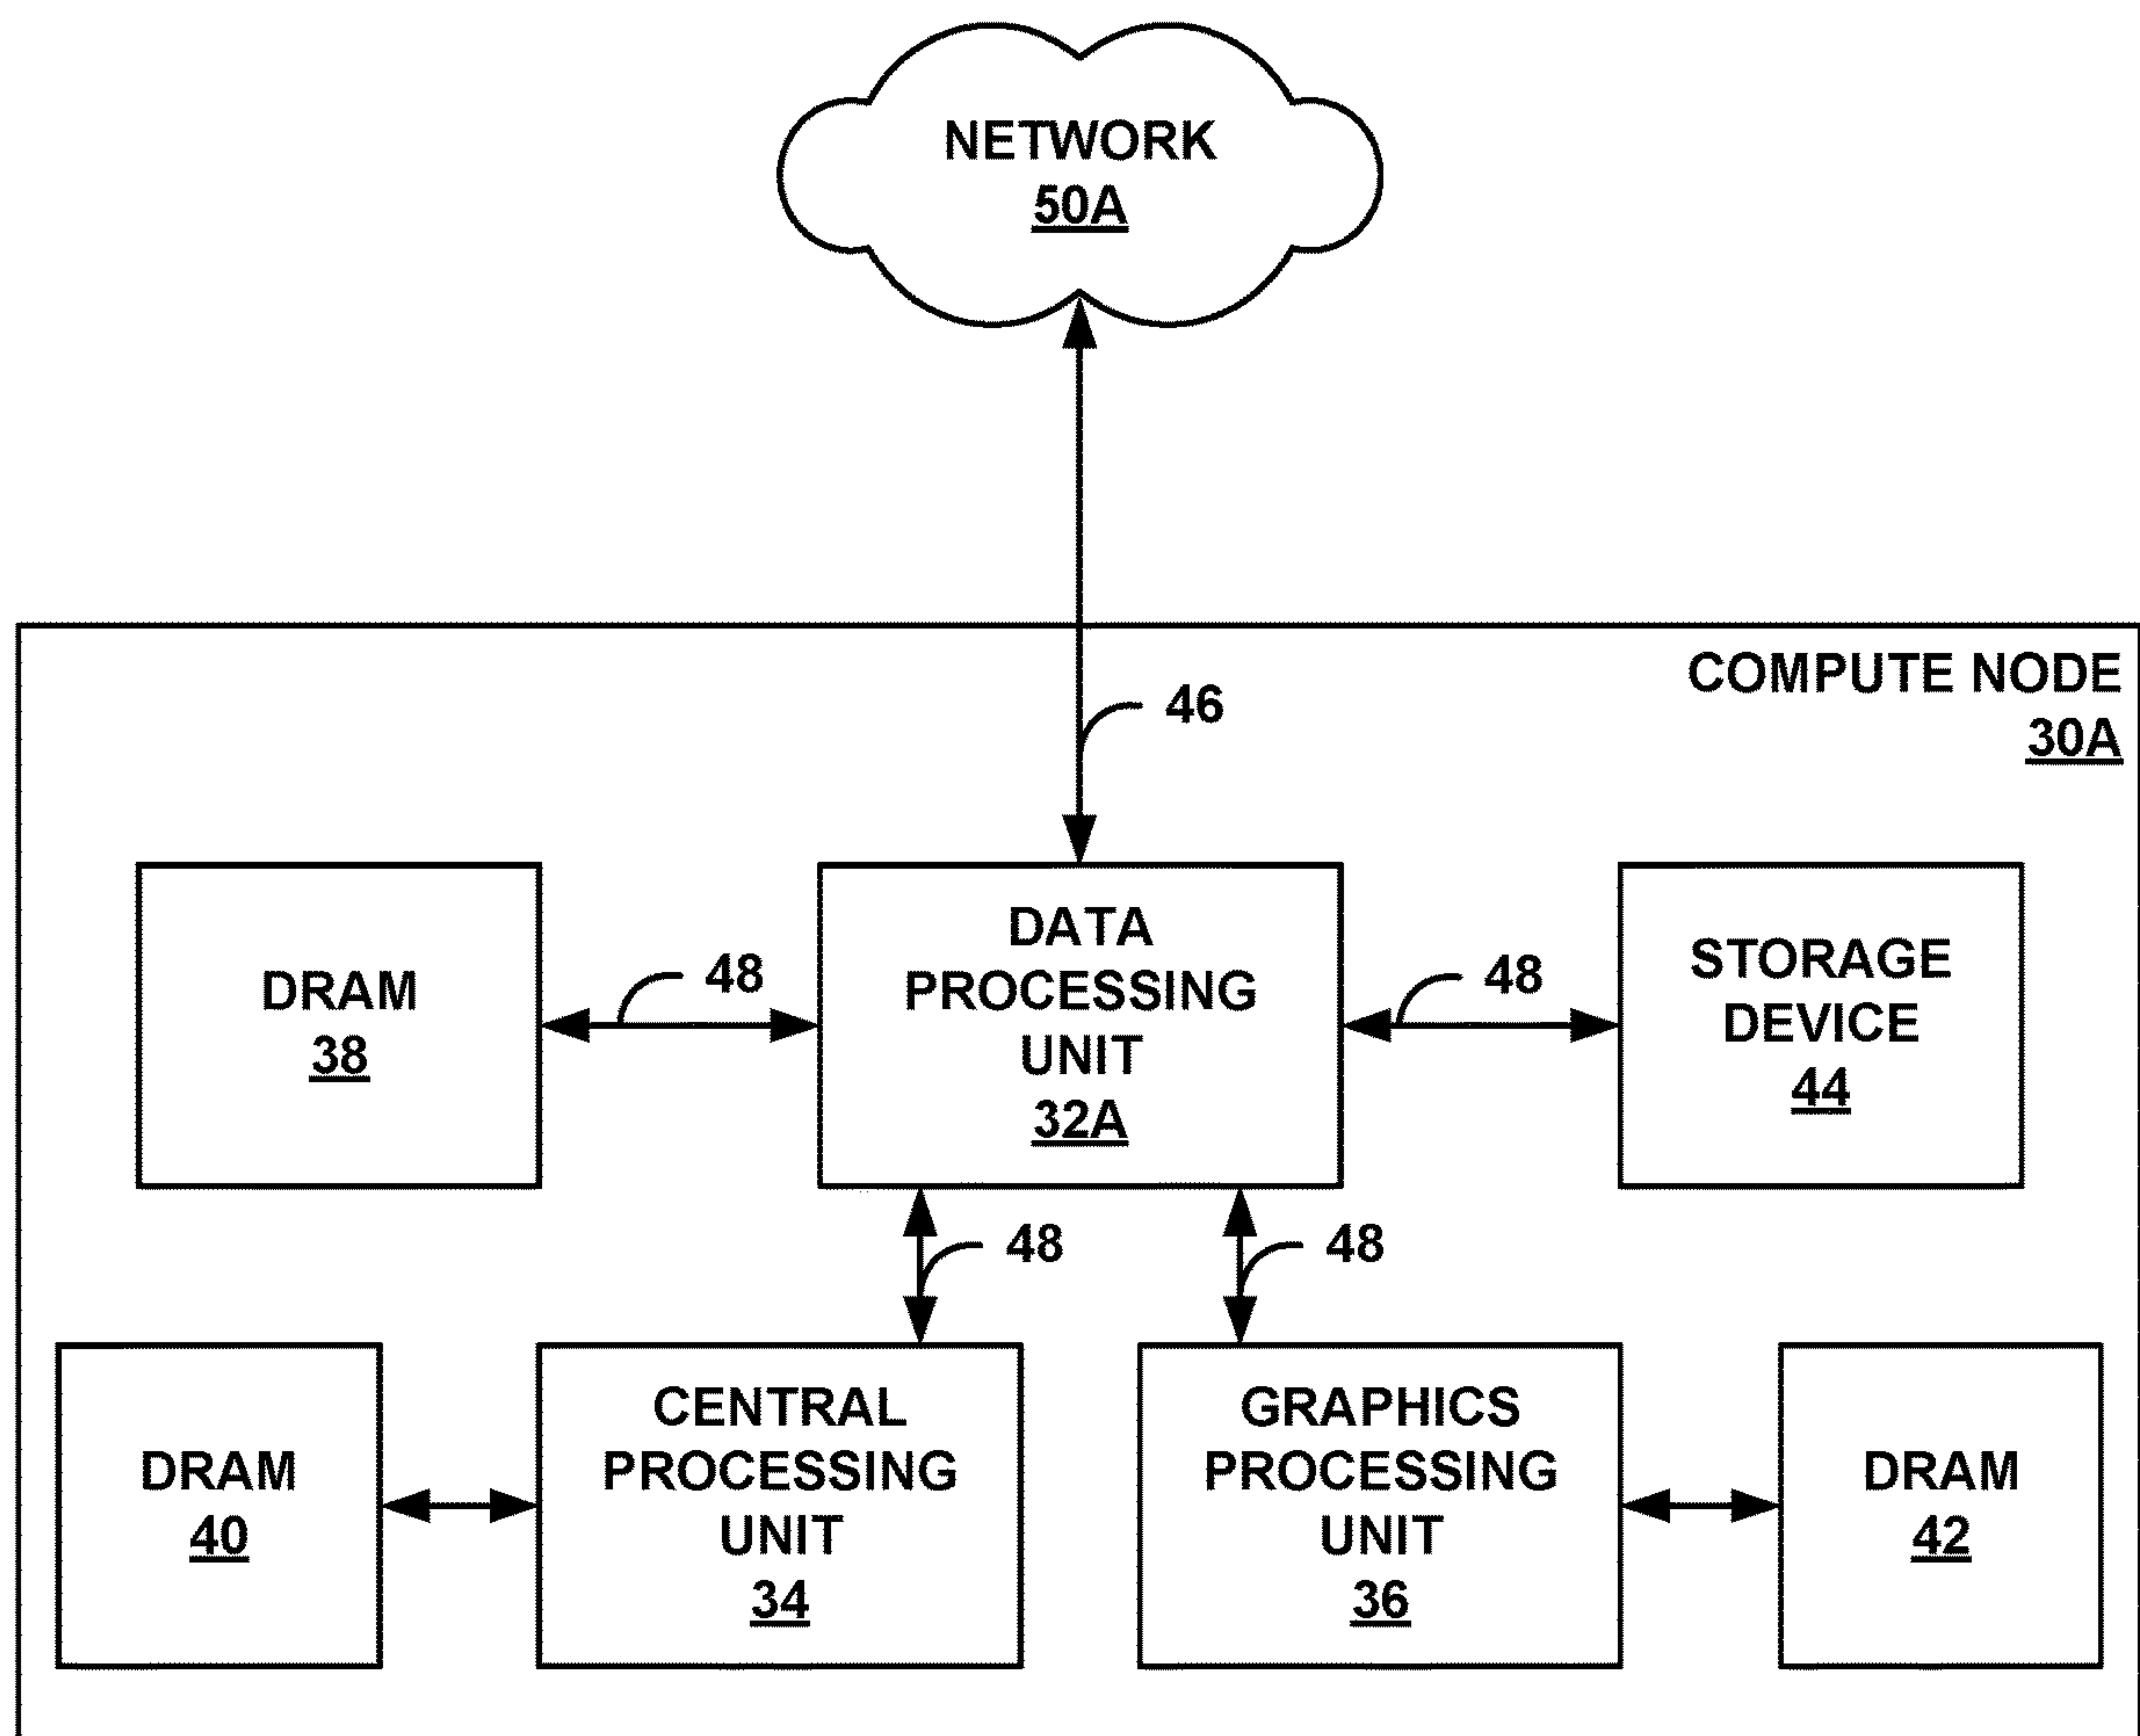 NETWORK
50A
COMPUTE NODE
30A
46
DRAM
38
48
DATA
PROCESSING
UNIT
32A
48
STORAGE
DEVICE
44
48
48
DRAM
40
CENTRAL
PROCESSING
UNIT
34
GRAPHICS
PROCESSING
UNIT
36
DRAM
42